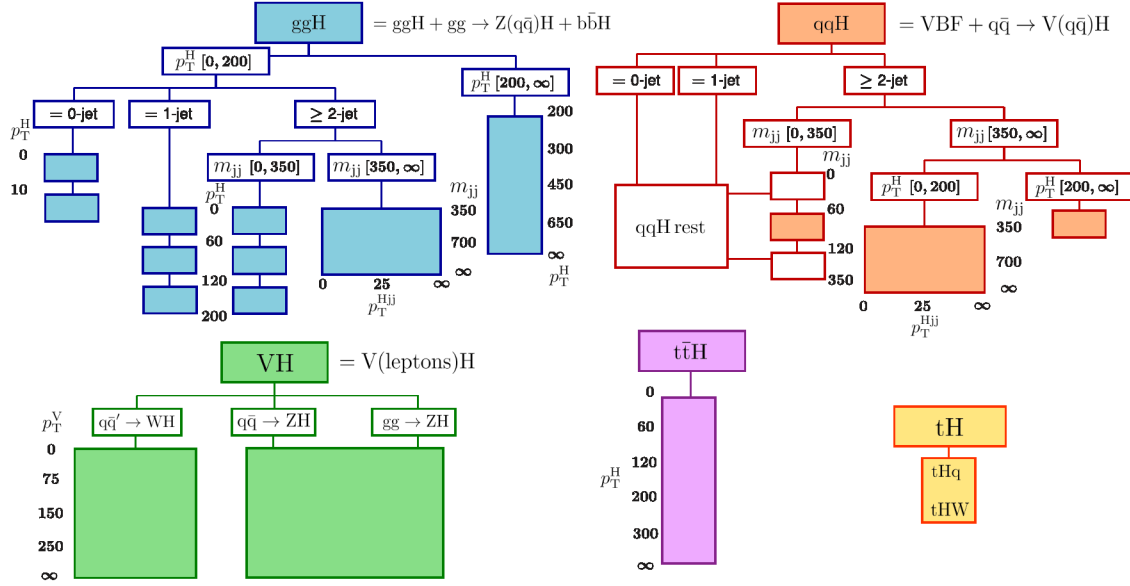 ggH = ggH + gg → Z(qq̄)H + bb̄H
p_T^H [0, 200]
p_T^H [200, ∞]
= 0-jet
= 1-jet
≥ 2-jet
p_T^H
0
10
m_jj [0, 350]
m_jj [350, ∞]
p_T^H
0
60
120
200
m_jj
350
700
∞
0 25 ∞
p_T^Hjj
200
300
450
650
∞
p_T^H
qqH = VBF + qq̄ → V(qq̄)H
= 0-jet
= 1-jet
≥ 2-jet
m_jj [0, 350]
m_jj [350, ∞]
m_jj
0
60
120
350
qqH rest
p_T^H [0, 200]
p_T^H [200, ∞]
m_jj
350
700
∞
0 25 ∞
p_T^Hjj
VH = V(leptons)H
p_T^V
qq̄′ → WH
qq̄ → ZH
gg → ZH
0
75
150
250
∞
tt̄H
p_T^H
0
60
120
200
300
∞
tH
tHq
tHW